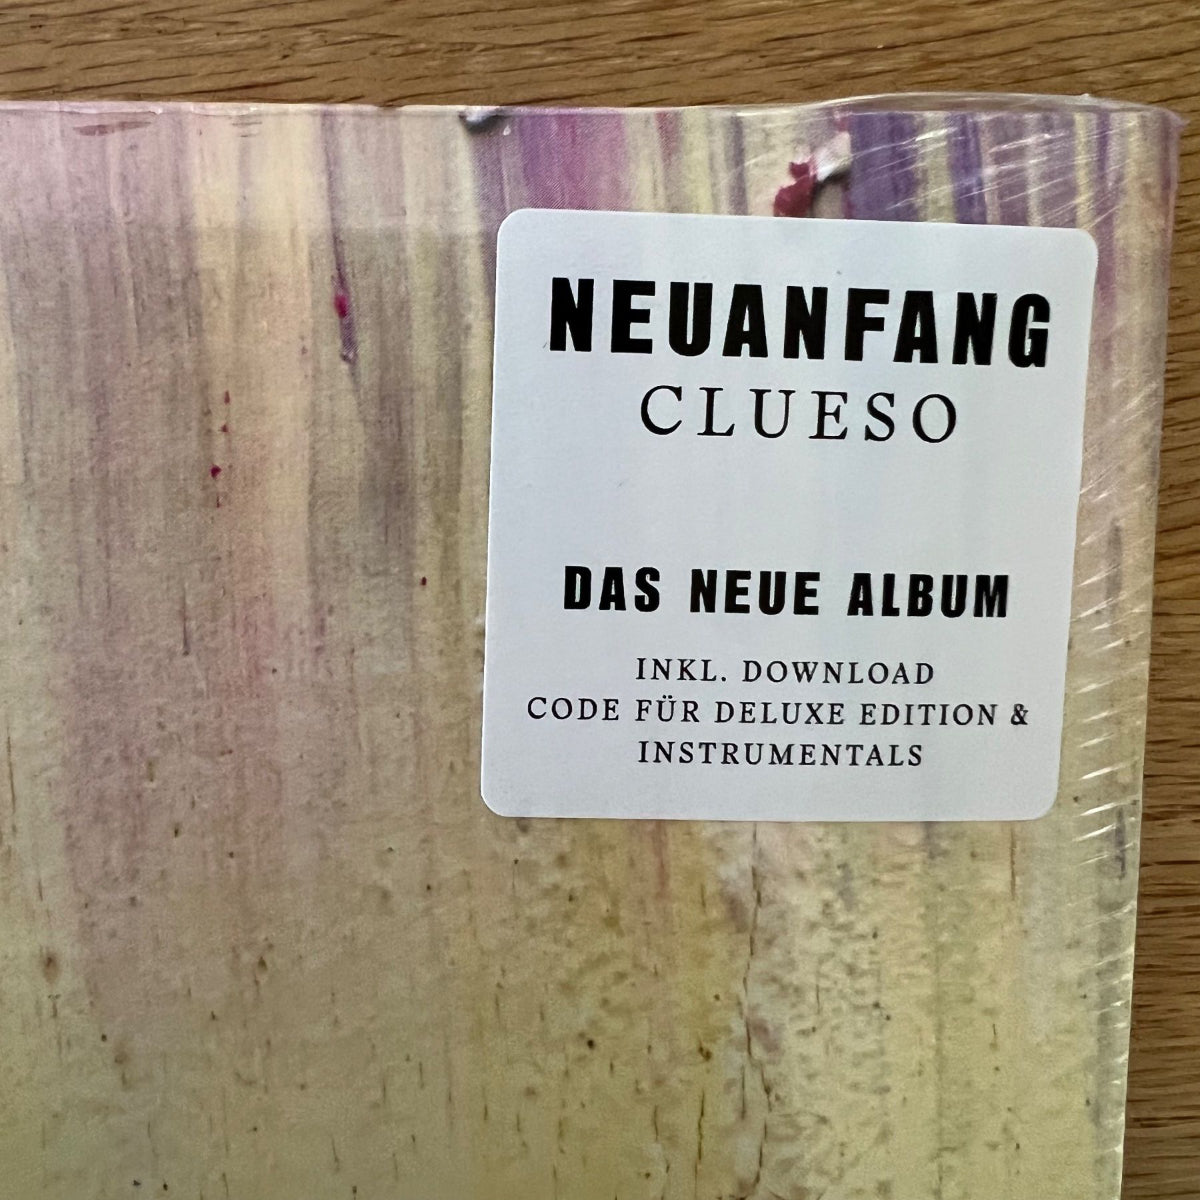 NEUANFANG
CLUESO
DAS NEUE ALBUM
INKL. DOWNLOAD
CODE FÜR DELUXE EDITION &
INSTRUMENTALS